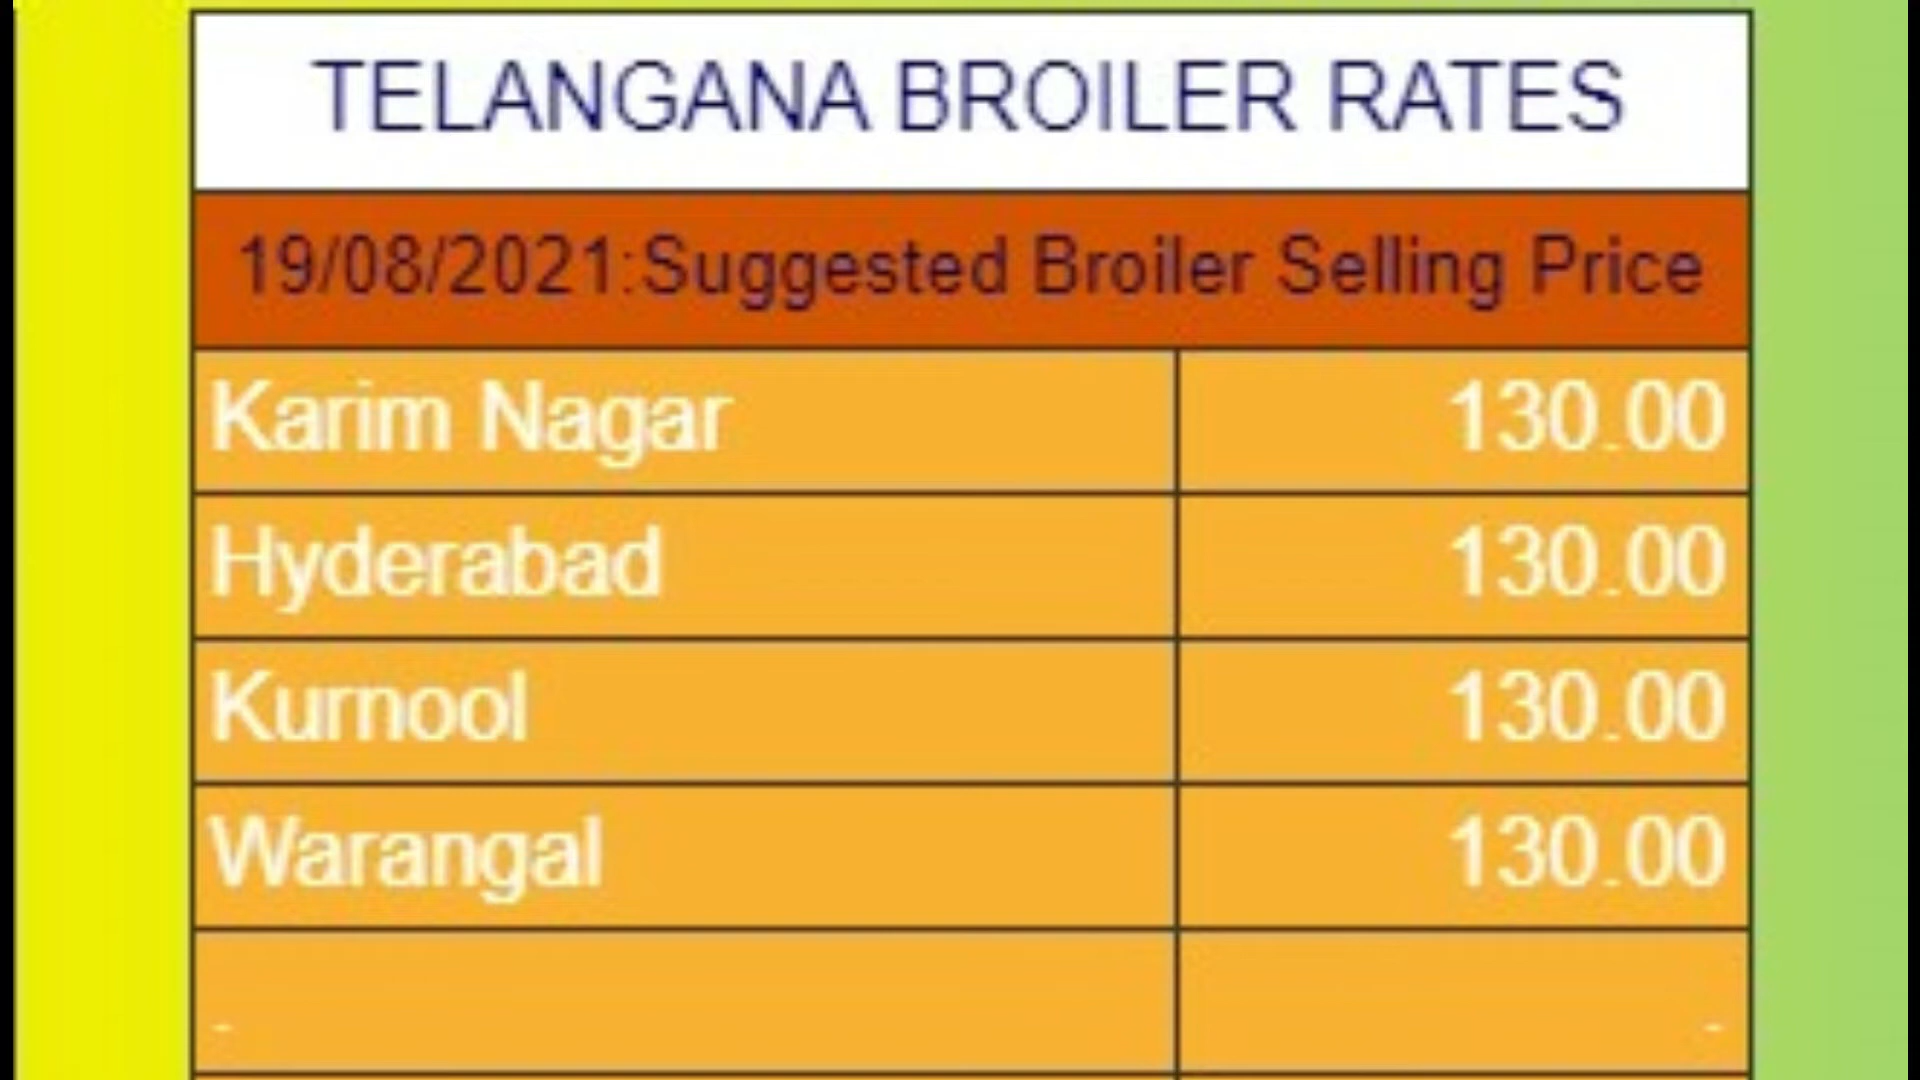 TELANGANA BROILER RATES
19/08/2021:Suggested Broiler Selling Price
Karim Nagar 130.00
Hyderabad 130.00
Kurnool 130.00
Warangal 130.00
- -